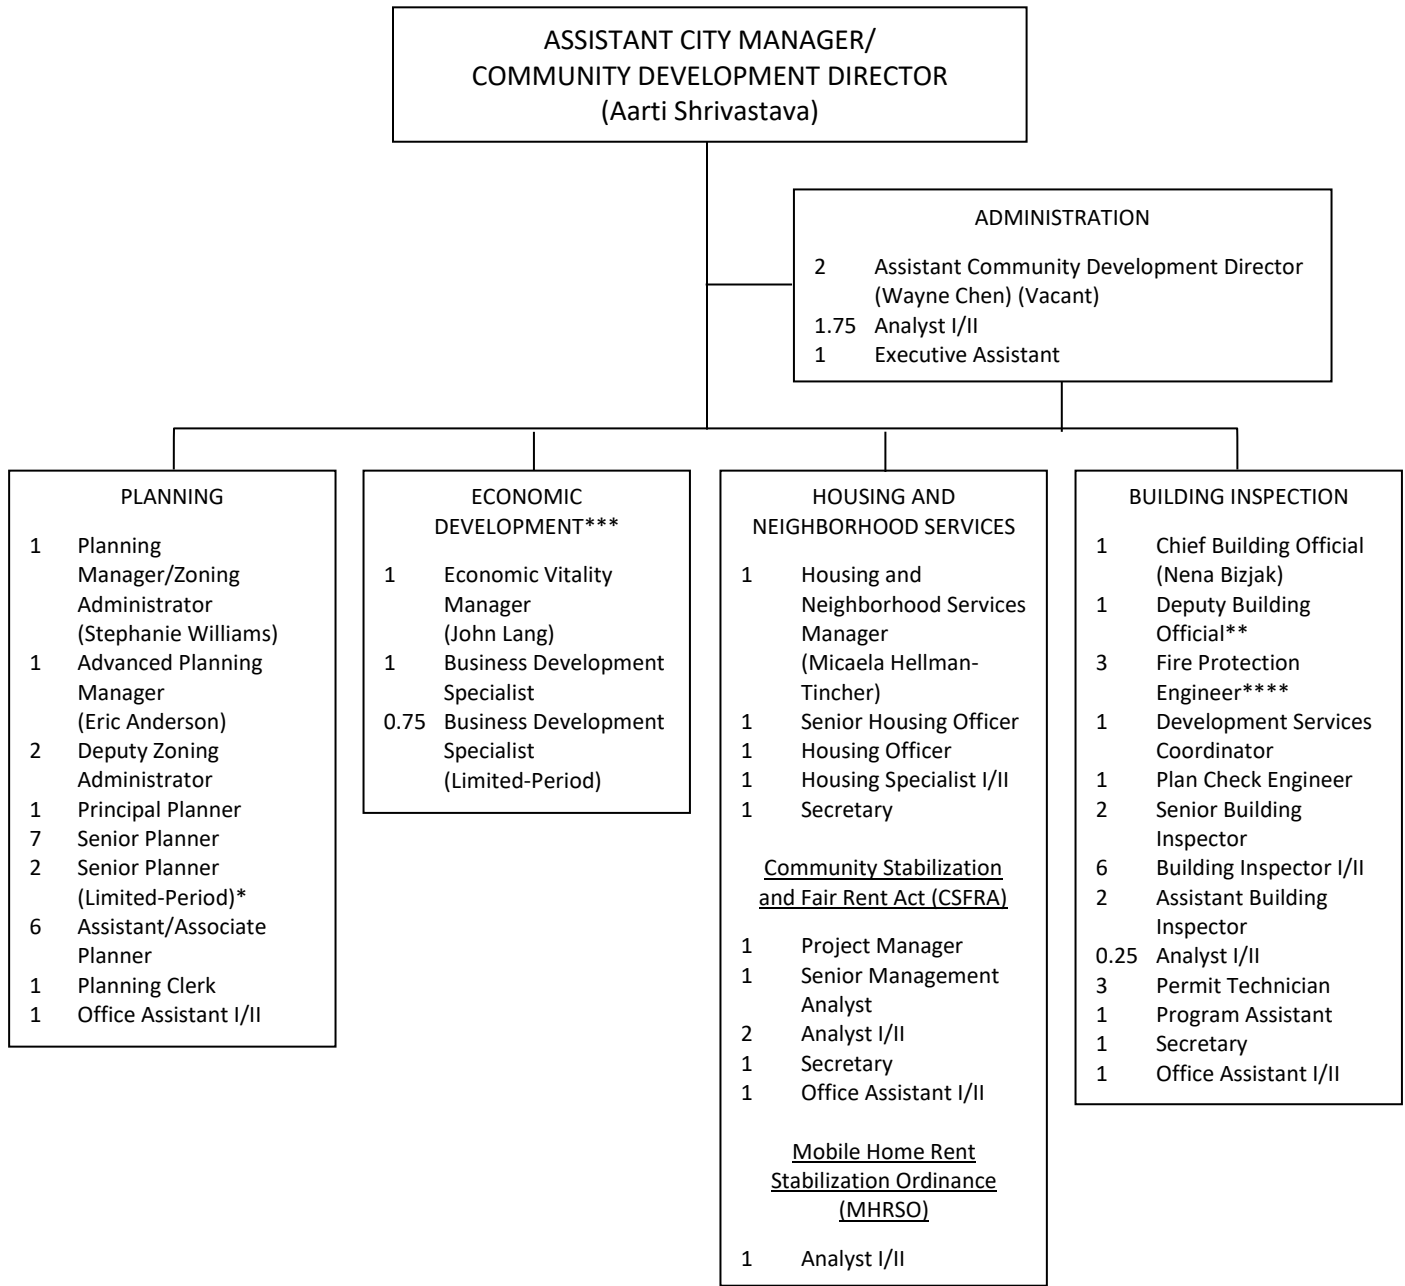 ASSISTANT CITY MANAGER/
COMMUNITY DEVELOPMENT DIRECTOR
(Aarti Shrivastava)
ADMINISTRATION
2 Assistant Community Development Director
(Wayne Chen) (Vacant)
1.75 Analyst I/II
1 Executive Assistant
PLANNING
1 Planning
Manager/Zoning
Administrator
(Stephanie Williams)
1 Advanced Planning
Manager
(Eric Anderson)
2 Deputy Zoning
Administrator
1 Principal Planner
7 Senior Planner
2 Senior Planner
(Limited-Period)*
6 Assistant/Associate
Planner
1 Planning Clerk
1 Office Assistant I/II
ECONOMIC
DEVELOPMENT***
1 Economic Vitality
Manager
(John Lang)
1 Business Development
Specialist
0.75 Business Development
Specialist
(Limited-Period)
HOUSING AND
NEIGHBORHOOD SERVICES
1 Housing and
Neighborhood Services
Manager
(Micaela Hellman-
Tincher)
1 Senior Housing Officer
1 Housing Officer
1 Housing Specialist I/II
1 Secretary
Community Stabilization
and Fair Rent Act (CSFRA)
1 Project Manager
1 Senior Management
Analyst
2 Analyst I/II
1 Secretary
1 Office Assistant I/II
Mobile Home Rent
Stabilization Ordinance
(MHRSO)
1 Analyst I/II
BUILDING INSPECTION
1 Chief Building Official
(Nena Bizjak)
1 Deputy Building
Official**
3 Fire Protection
Engineer****
1 Development Services
Coordinator
1 Plan Check Engineer
2 Senior Building
Inspector
6 Building Inspector I/II
2 Assistant Building
Inspector
0.25 Analyst I/II
3 Permit Technician
1 Program Assistant
1 Secretary
1 Office Assistant I/II